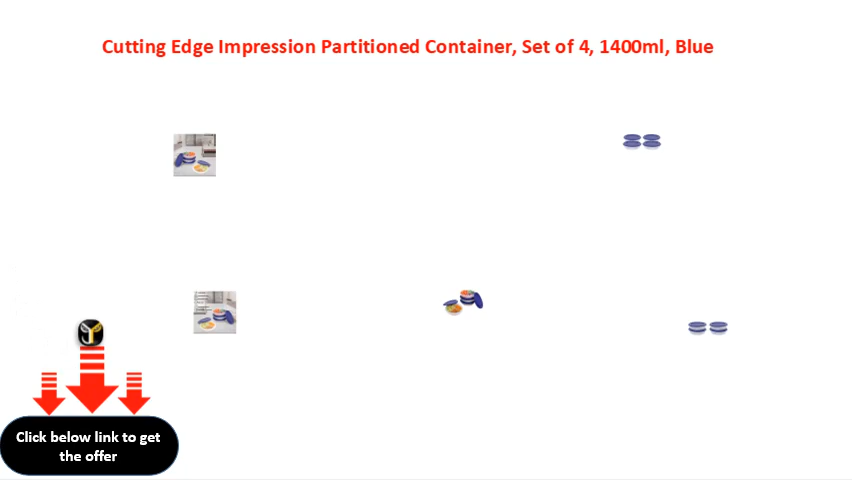 Cutting Edge Impression Partitioned Container, Set of 4, 1400ml, Blue
Click below link to get
the offer